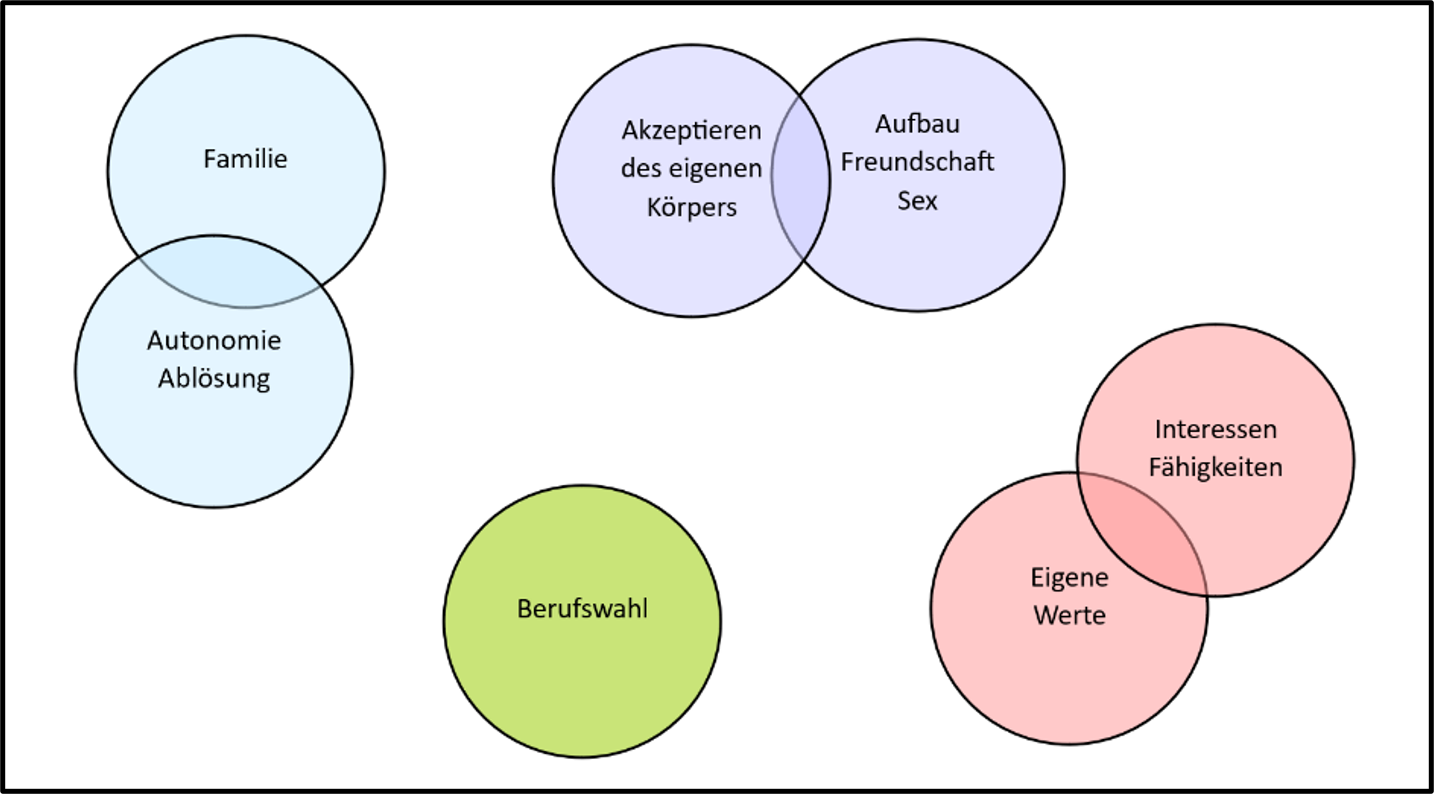 Familie
Autonomie
Ablösung
Akzeptieren
des eigenen
Körpers
Aufbau
Freundschaft
Sex
Interessen
Fähigkeiten
Eigene
Werte
Berufswahl